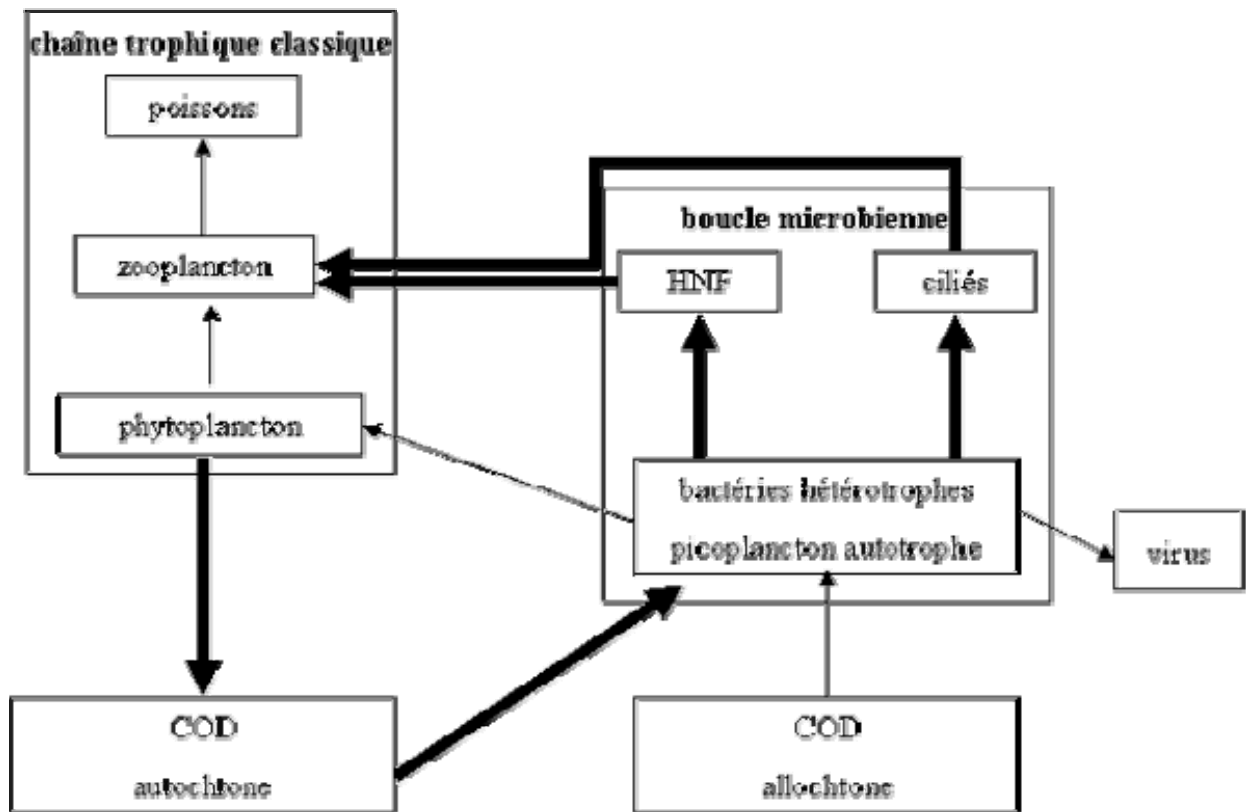 chaîne trophique classique
poissons
zooplancton
phytoplancton
boucle microbienne
HNF
ciliés
bactéries hétérotrophes
picoplancton autotrophe
virus
COD
autochtone
COD
allochtone